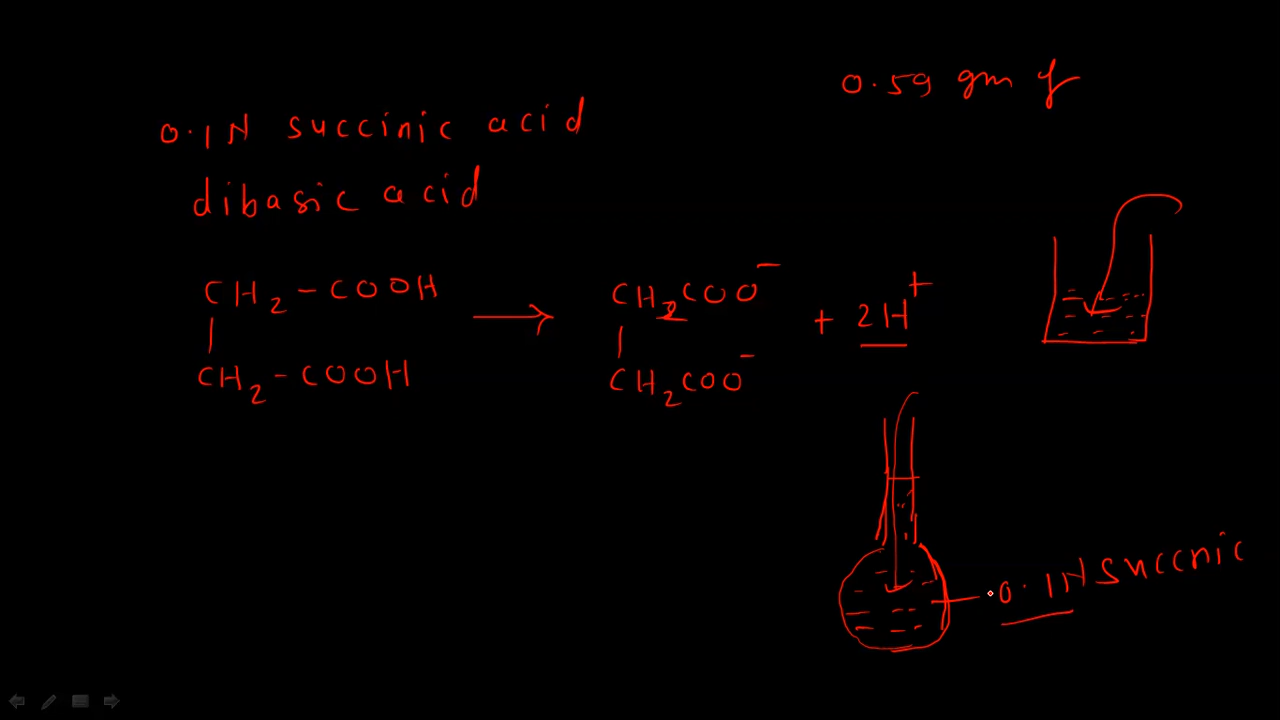 0.59 gm of
0.1N succinic acid
dibasic acid
CH2-COOH → CH2COO- + 2H+
CH2-COOH CH2COO-
0.1N succnic